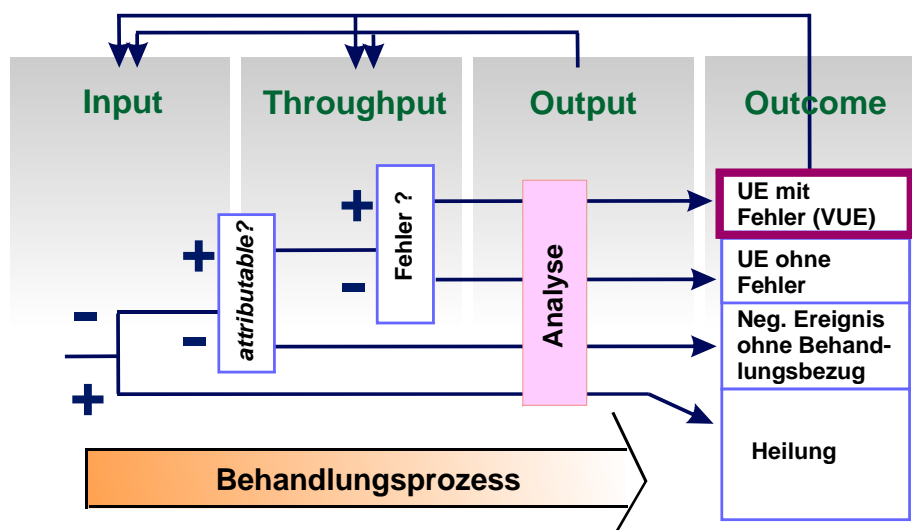 Input
Throughput
Output
Outcome
+
Fehler ?
-
+
attributable?
-
-
+
Analyse
UE mit
Fehler (VUE)
UE ohne
Fehler
Neg. Ereignis
ohne Behand-
lungsbezug
Heilung
Behandlungsprozess